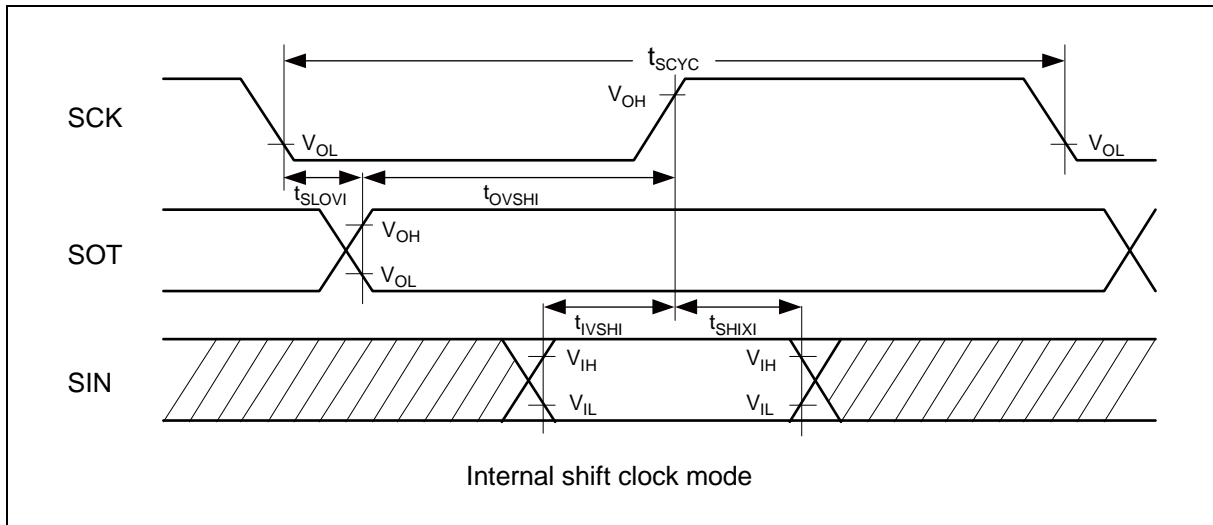 tSCYC
SCK
VOH
VOL
VOL
tSLOVI
tOVSHI
SOT
VOH
VOL
tIVSHI
tSHIXI
SIN
VIH
VIH
VIL
VIL
Internal shift clock mode